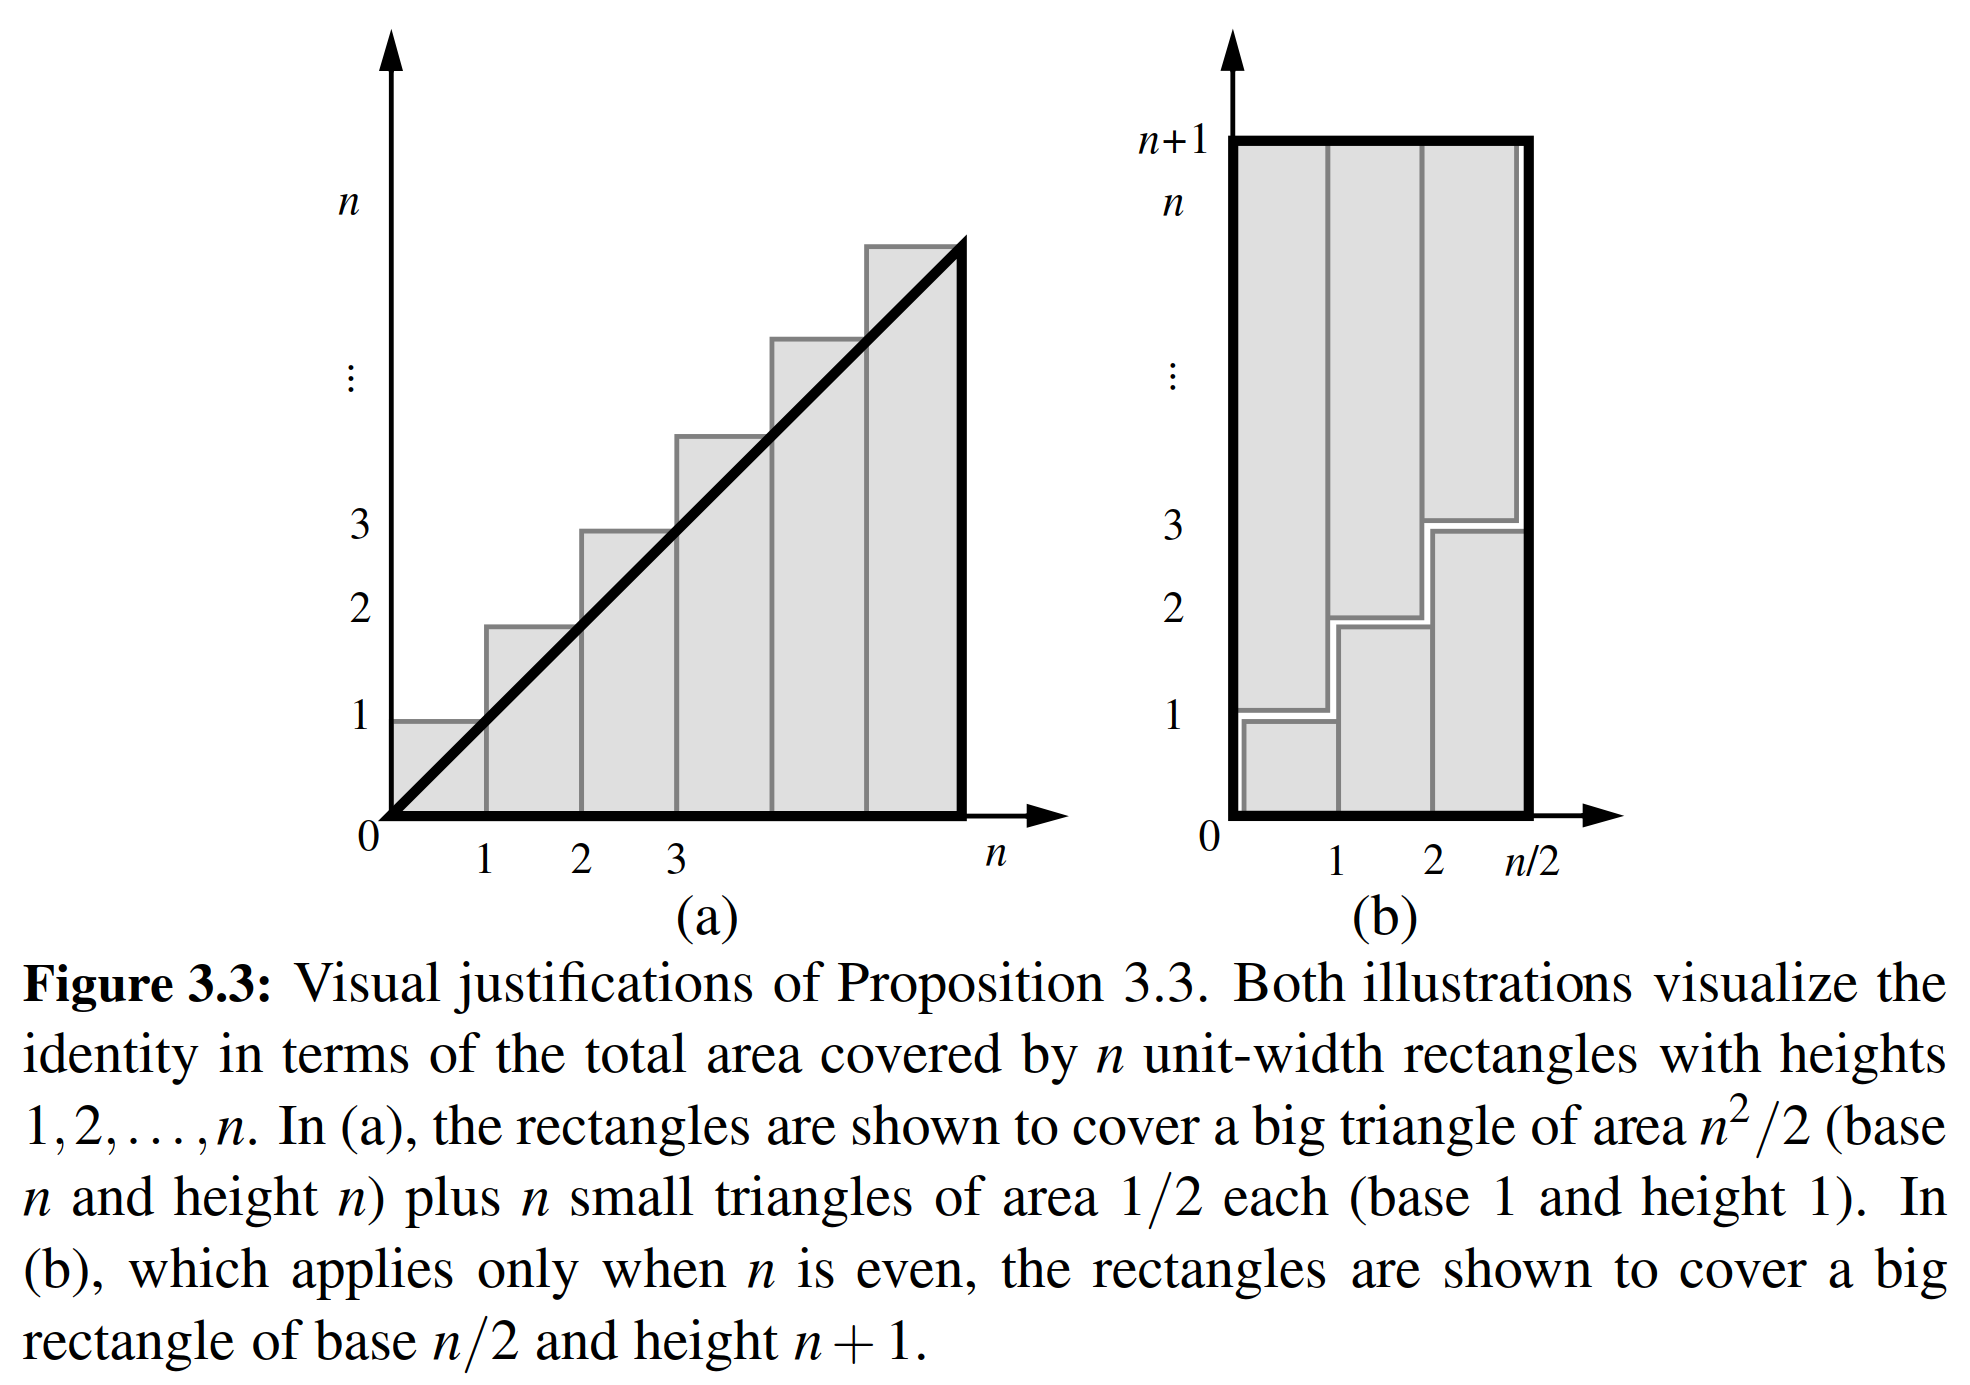 n
⋮
3
2
1
0
1 2 3 n
(a)
n+1
n
⋮
3
2
1
0
1 2 n/2
(b)
Figure 3.3: Visual justifications of Proposition 3.3. Both illustrations visualize the
identity in terms of the total area covered by n unit-width rectangles with heights
1,2,...,n. In (a), the rectangles are shown to cover a big triangle of area n²/2 (base
n and height n) plus n small triangles of area 1/2 each (base 1 and height 1). In
(b), which applies only when n is even, the rectangles are shown to cover a big
rectangle of base n/2 and height n+1.